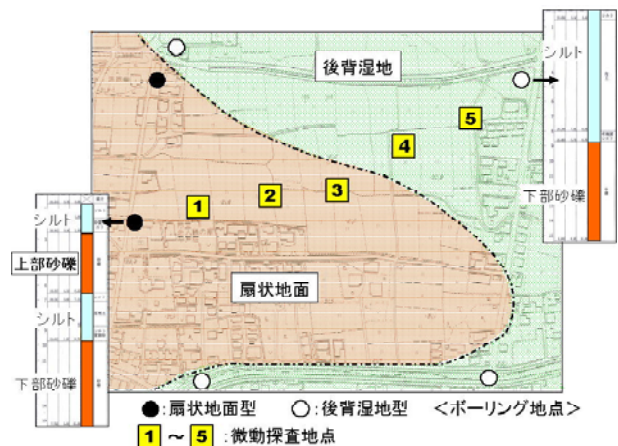 後背湿地
シルト
下部砂礫
5
4
3
2
1
シルト
上部砂礫
シルト
下部砂礫
扇状地面
●:扇状地面型 ○:後背湿地型 <ボーリング地点>
1 ~ 5 :微動探査地点